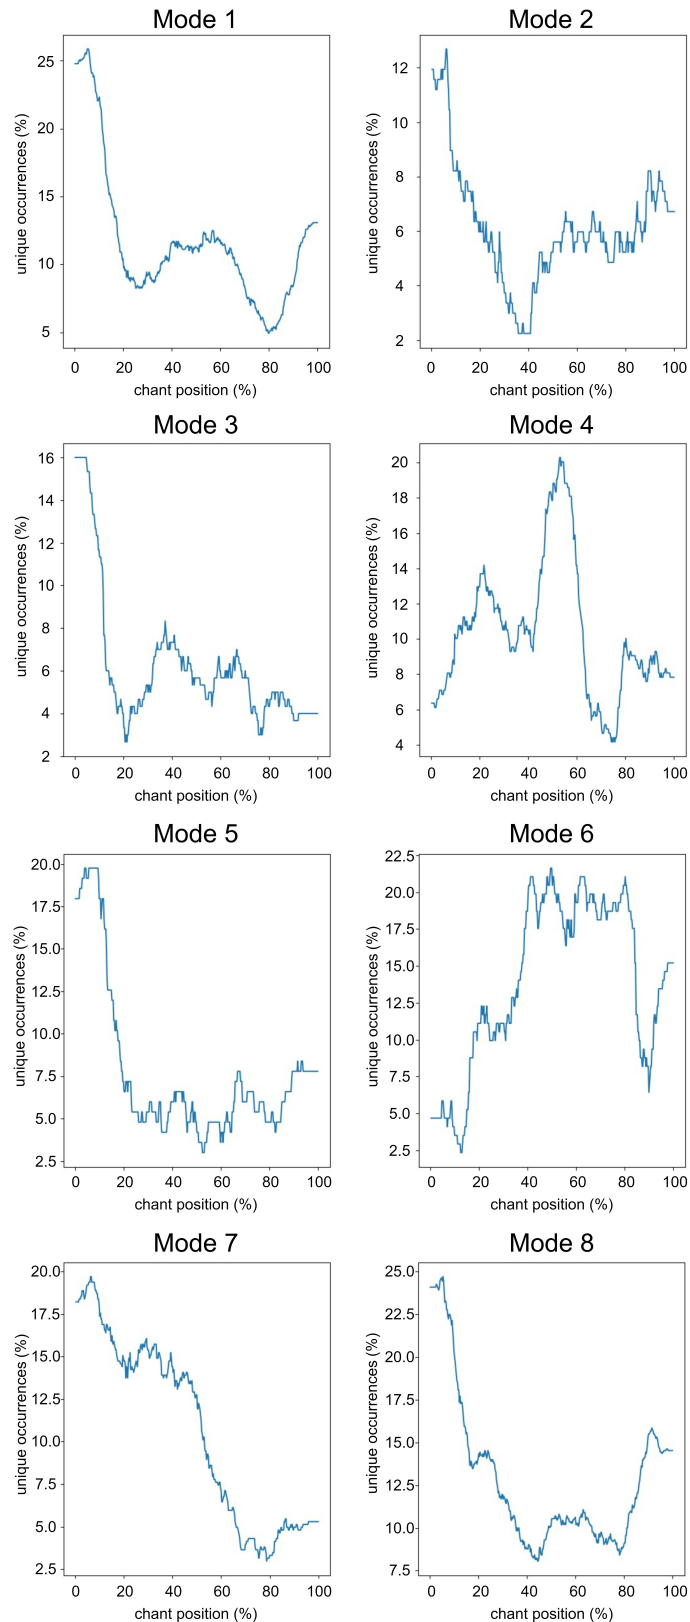 Mode 1
25
20
15
10
5
unique occurrences (%)
0 20 40 60 80 100
chant position (%)
Mode 2
12
10
8
6
4
2
unique occurrences (%)
0 20 40 60 80 100
chant position (%)
Mode 3
16
14
12
10
8
6
4
2
unique occurrences (%)
0 20 40 60 80 100
chant position (%)
Mode 4
20
18
16
14
12
10
8
6
4
unique occurrences (%)
0 20 40 60 80 100
chant position (%)
Mode 5
20.0
17.5
15.0
12.5
10.0
7.5
5.0
2.5
unique occurrences (%)
0 20 40 60 80 100
chant position (%)
Mode 6
22.5
20.0
17.5
15.0
12.5
10.0
7.5
5.0
2.5
unique occurrences (%)
0 20 40 60 80 100
chant position (%)
Mode 7
20.0
17.5
15.0
12.5
10.0
7.5
5.0
2.5
unique occurrences (%)
0 20 40 60 80 100
chant position (%)
Mode 8
25.0
22.5
20.0
17.5
15.0
12.5
10.0
7.5
unique occurrences (%)
0 20 40 60 80 100
chant position (%)